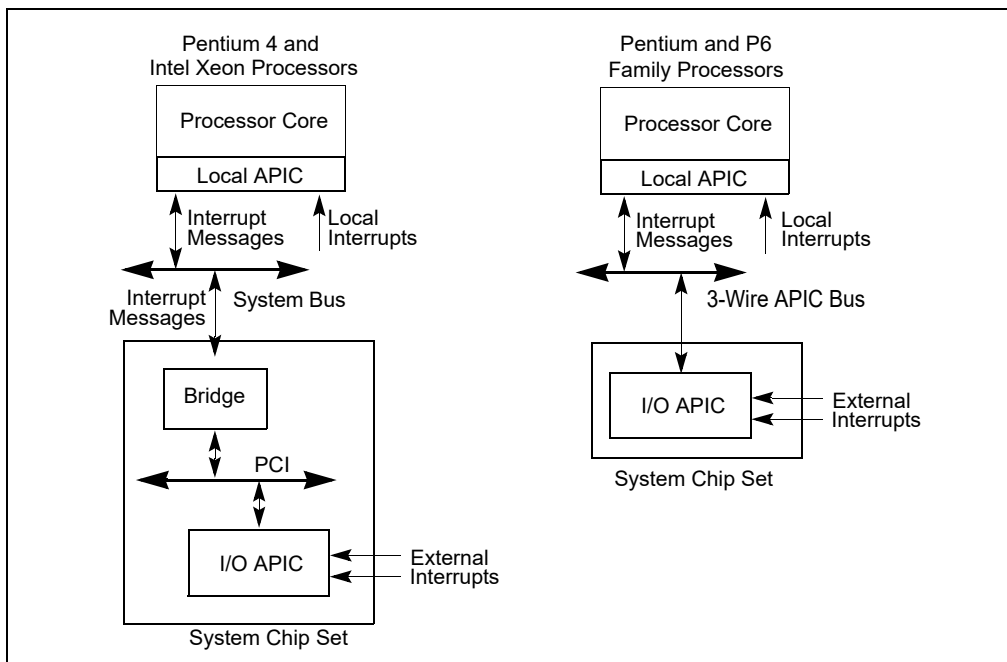 Pentium 4 and
Intel Xeon Processors
Processor Core
Local APIC
Interrupt
Messages
Local
Interrupts
Interrupt
Messages
System Bus
Bridge
PCI
I/O APIC
External
Interrupts
System Chip Set
Pentium and P6
Family Processors
Processor Core
Local APIC
Interrupt
Messages
Local
Interrupts
3-Wire APIC Bus
I/O APIC
External
Interrupts
System Chip Set